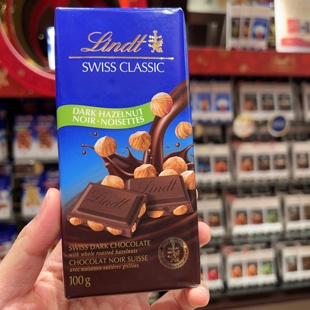 Lindt
SWISS CLASSIC
DARK HAZELNUT
NOIR - NOISETTES
Lindt
Lindt
SWISS DARK CHOCOLATE
with whole roasted hazelnuts
CHOCOLAT NOIR SUISSE
avec noisettes entières grillées
100 g